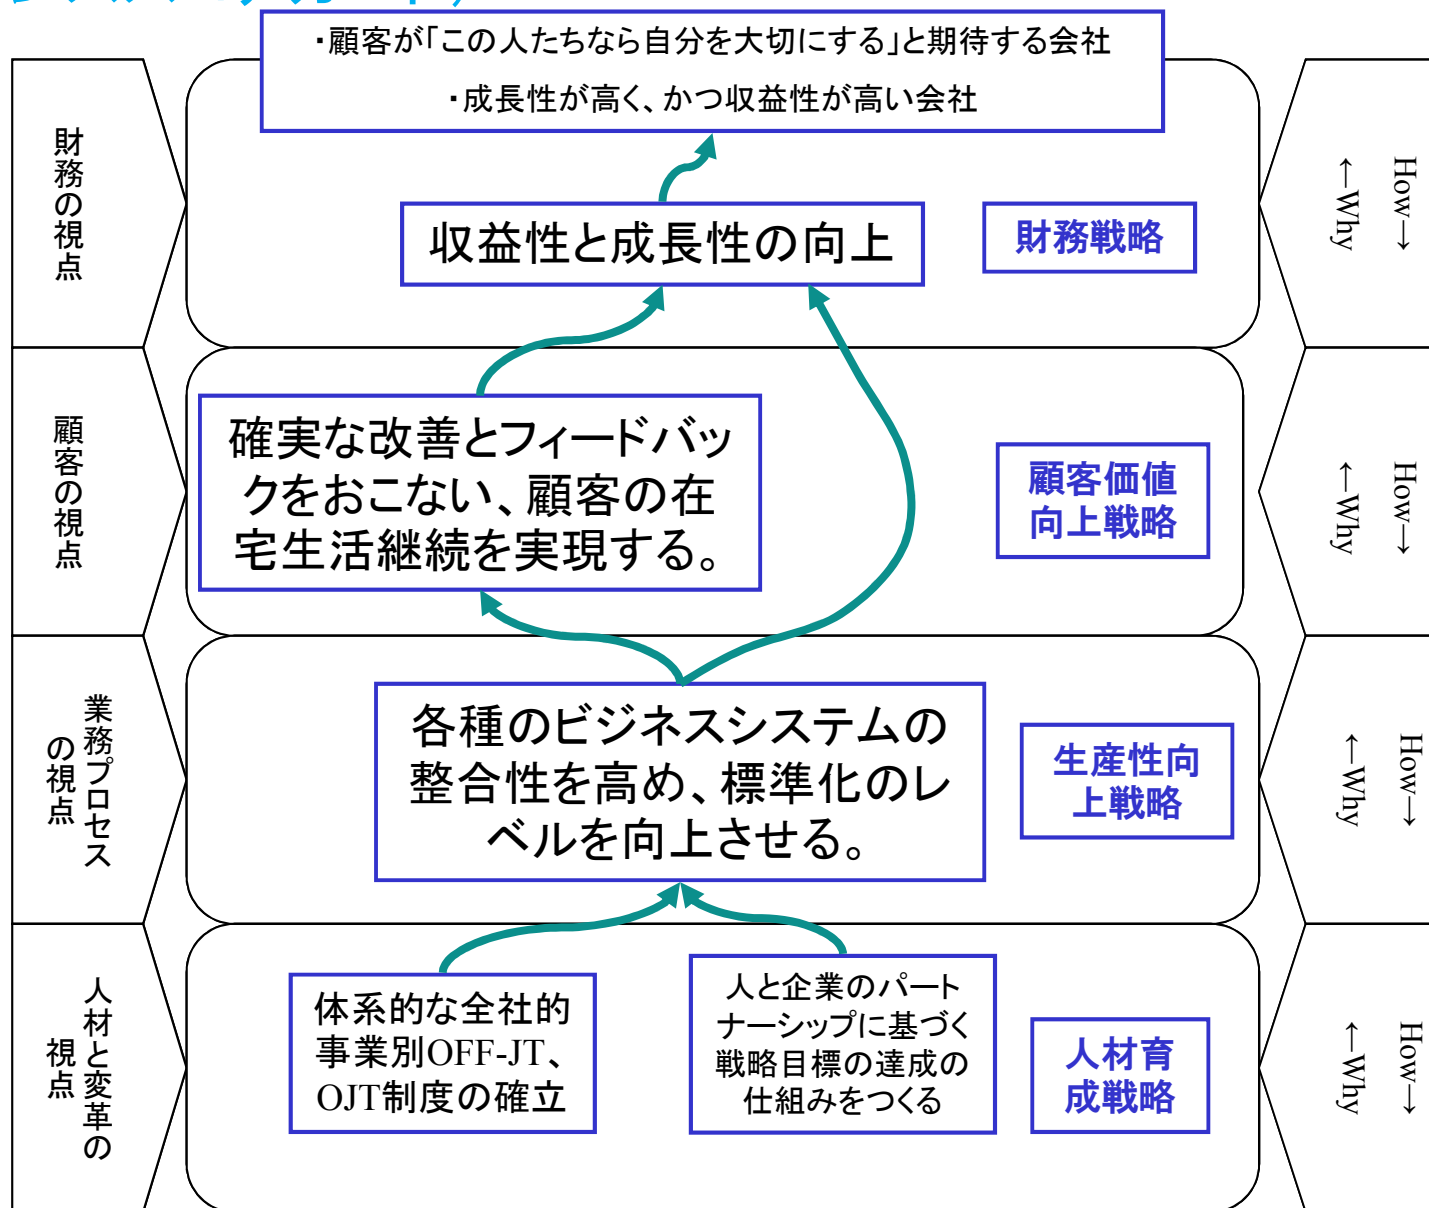 ・顧客が「この人たちなら自分を大切にする」と期待する会社
・成長性が高く、かつ収益性が高い会社
財務の視点
収益性と成長性の向上
財務戦略
How→
←Why
顧客の視点
確実な改善とフィードバッ
クをおこない、顧客の在
宅生活継続を実現する。
顧客価値
向上戦略
How→
←Why
業務プロセス
の視点
各種のビジネスシステムの
整合性を高め、標準化のレ
ベルを向上させる。
生産性向
上戦略
How→
←Why
人材と変革の
視点
体系的な全社的
事業別OFF-JT、
OJT制度の確立
人と企業のパート
ナーシップに基づく
戦略目標の達成の
仕組みをつくる
人材育
成戦略
How→
←Why